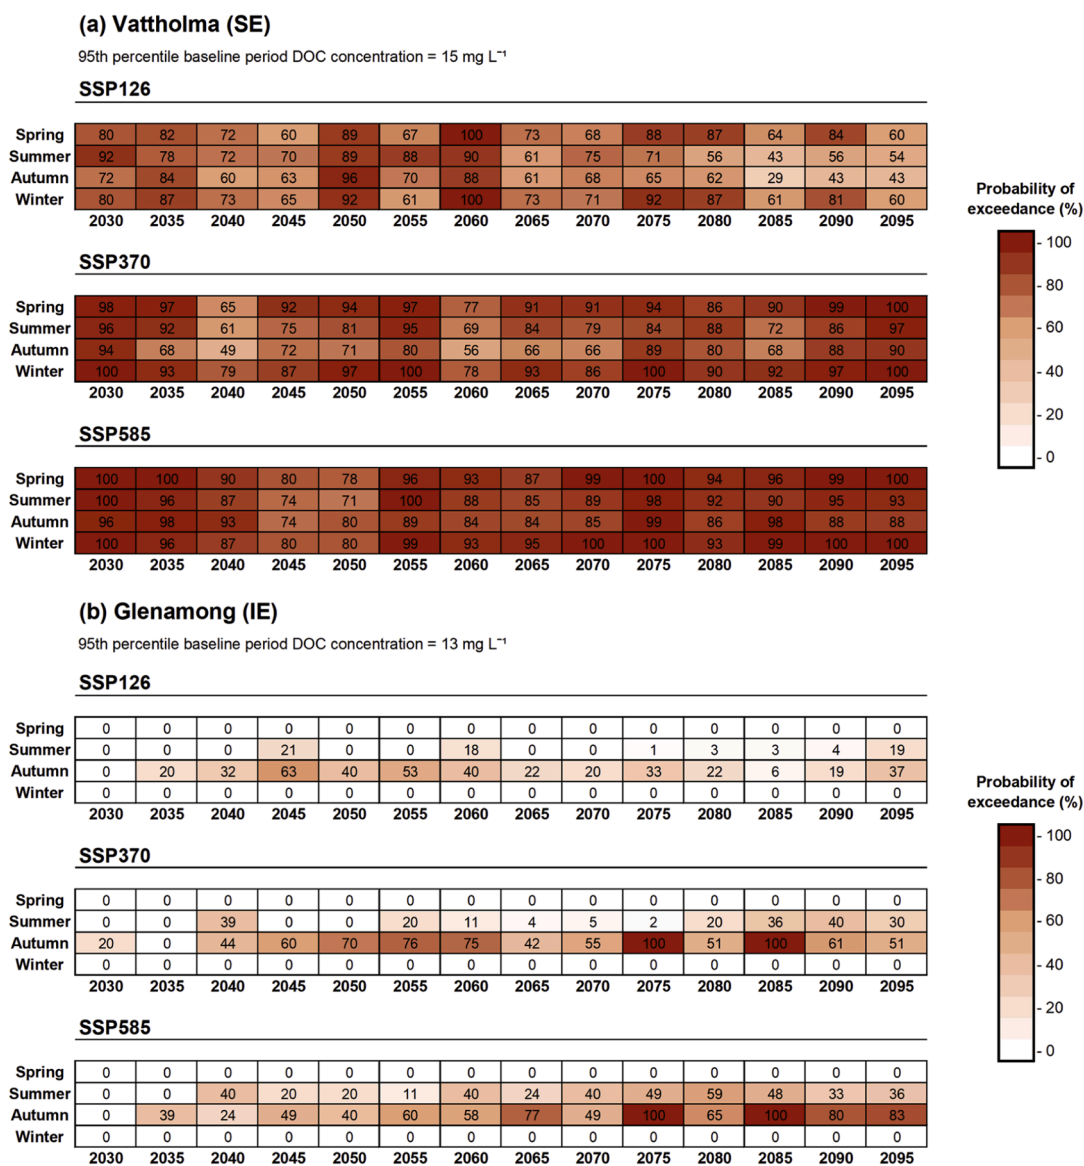 (a) Vattholma (SE)
95th percentile baseline period DOC concentration = 15 mg L⁻¹
SSP126
Spring 80 82 72 60 89 67 100 73 68 88 87 64 84 60
Summer 92 78 72 70 89 88 90 61 75 71 56 43 56 54
Autumn 72 84 60 63 96 70 88 61 68 65 62 29 43 43
Winter 80 87 73 65 92 61 100 73 71 92 87 61 81 60
2030 2035 2040 2045 2050 2055 2060 2065 2070 2075 2080 2085 2090 2095
SSP370
Spring 98 97 65 92 94 97 77 91 91 94 86 90 99 100
Summer 96 92 61 75 81 95 69 84 79 84 88 72 86 97
Autumn 94 68 49 72 71 80 56 66 66 89 80 68 88 90
Winter 100 93 79 87 97 100 78 93 86 100 90 92 97 100
2030 2035 2040 2045 2050 2055 2060 2065 2070 2075 2080 2085 2090 2095
SSP585
Spring 100 100 90 80 78 96 93 87 99 100 94 96 99 100
Summer 100 96 87 74 71 100 88 85 89 98 92 90 95 93
Autumn 96 98 93 74 80 89 84 84 85 99 86 98 88 88
Winter 100 96 87 80 80 99 93 95 100 100 93 99 100 100
2030 2035 2040 2045 2050 2055 2060 2065 2070 2075 2080 2085 2090 2095
Probability of
exceedance (%)
- 100
- 80
- 60
- 40
- 20
- 0
(b) Glenamong (IE)
95th percentile baseline period DOC concentration = 13 mg L⁻¹
SSP126
Spring 0 0 0 0 0 0 0 0 0 0 0 0 0 0
Summer 0 0 0 21 0 0 18 0 0 1 3 3 4 19
Autumn 0 20 32 63 40 53 40 22 20 33 22 6 19 37
Winter 0 0 0 0 0 0 0 0 0 0 0 0 0 0
2030 2035 2040 2045 2050 2055 2060 2065 2070 2075 2080 2085 2090 2095
SSP370
Spring 0 0 0 0 0 0 0 0 0 0 0 0 0 0
Summer 0 0 39 0 0 20 11 4 5 2 20 36 40 30
Autumn 20 0 44 60 70 76 75 42 55 100 51 100 61 51
Winter 0 0 0 0 0 0 0 0 0 0 0 0 0 0
2030 2035 2040 2045 2050 2055 2060 2065 2070 2075 2080 2085 2090 2095
SSP585
Spring 0 0 0 0 0 0 0 0 0 0 0 0 0 0
Summer 0 0 40 20 20 11 40 24 40 49 59 48 33 36
Autumn 0 39 24 49 40 60 58 77 49 100 65 100 80 83
Winter 0 0 0 0 0 0 0 0 0 0 0 0 0 0
2030 2035 2040 2045 2050 2055 2060 2065 2070 2075 2080 2085 2090 2095
Probability of
exceedance (%)
- 100
- 80
- 60
- 40
- 20
- 0